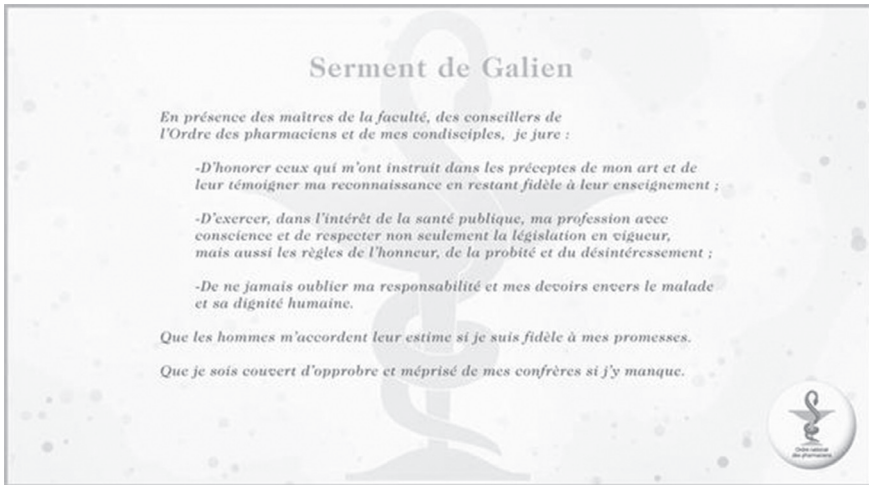 Serment de Galien
En présence des maîtres de la faculté, des conseillers de
l'Ordre des pharmaciens et de mes condisciples, je jure :
-D'honorer ceux qui m'ont instruit dans les préceptes de mon art et de
leur témoigner ma reconnaissance en restant fidèle à leur enseignement ;
-D'exercer, dans l'intérêt de la santé publique, ma profession avec
conscience et de respecter non seulement la législation en vigueur,
mais aussi les règles de l'honneur, de la probité et du désintéressement ;
-De ne jamais oublier ma responsabilité et mes devoirs envers le malade
et sa dignité humaine.
Que les hommes m'accordent leur estime si je suis fidèle à mes promesses.
Que je sois couvert d'opprobre et méprisé de mes confrères si j'y manque.
Ordre national
des pharmaciens